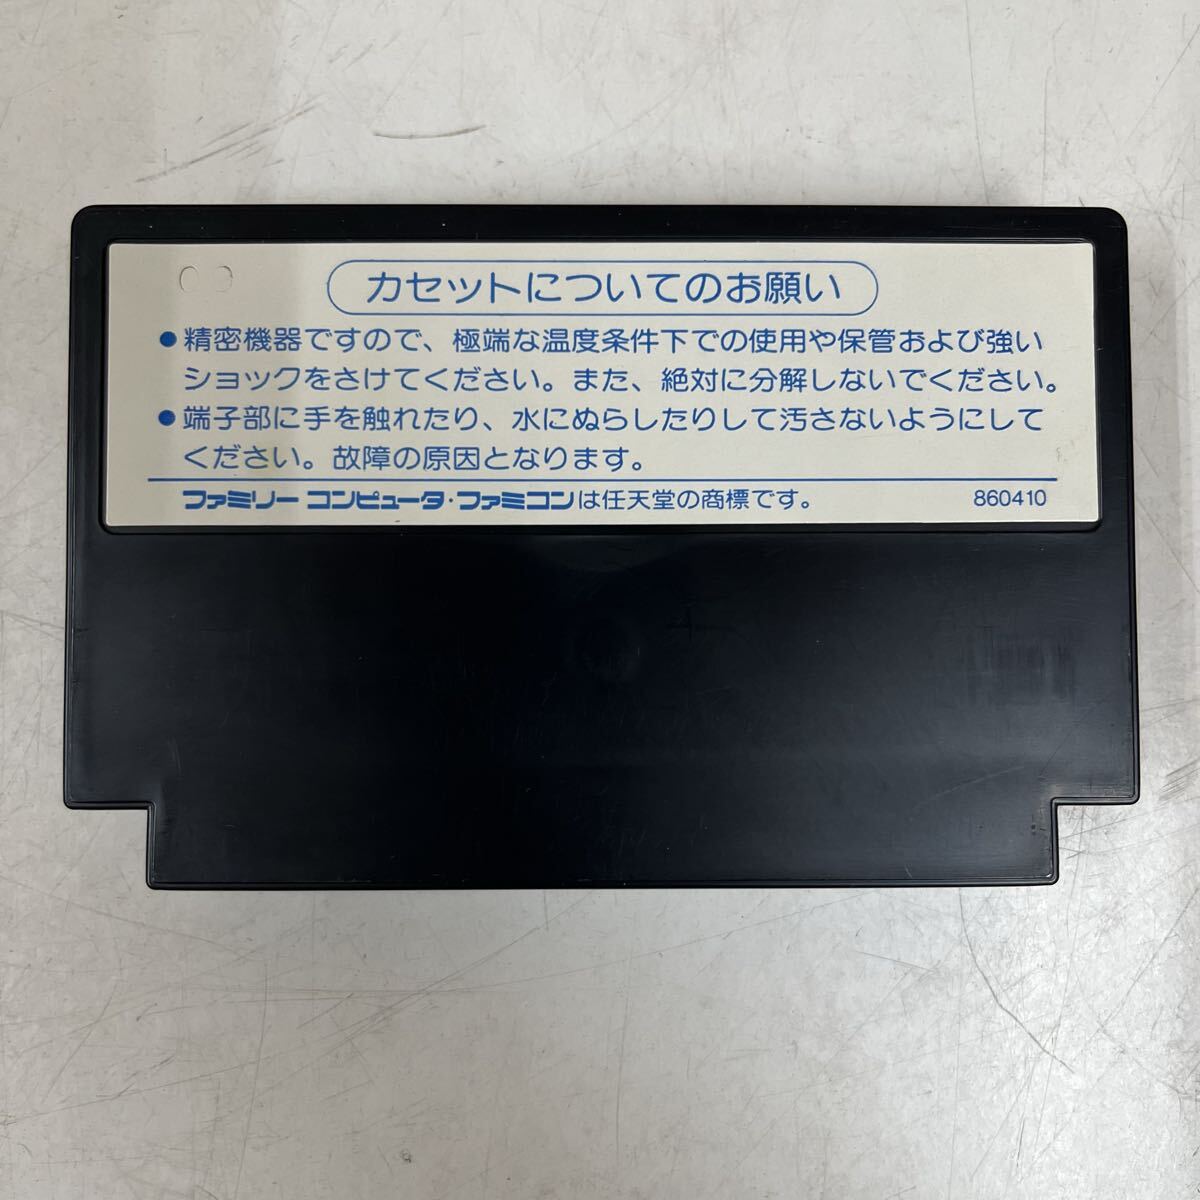 カセットについてのお願い
●精密機器ですので、極端な温度条件下での使用や保管および強い
ショックをさけてください。また、絶対に分解しないでください。
●端子部に手を触れたり、水にぬらしたりして汚さないようにして
ください。故障の原因となります。
ファミリー コンピュータ・ファミコンは任天堂の商標です。 860410